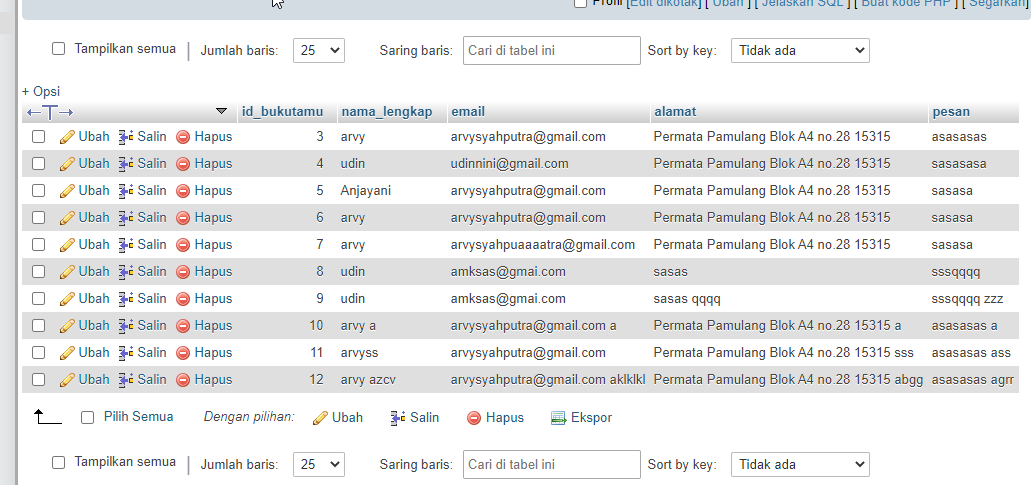 Profil [Edit dikotak] [ Ubah ] [ Jelaskan SQL ] [ Buat kode PHP ] [ Segarkan]
Tampilkan semua | Jumlah baris: 25 Saring baris: Cari di tabel ini Sort by key: Tidak ada
+ Opsi
←T→ id_bukutamu nama_lengkap email alamat pesan
Ubah Salin Hapus 3 arvy arvysyahputra@gmail.com Permata Pamulang Blok A4 no.28 15315 asasasas
Ubah Salin Hapus 4 udin udinnini@gmail.com Permata Pamulang Blok A4 no.28 15315 sasasasa
Ubah Salin Hapus 5 Anjayani arvysyahputra@gmail.com Permata Pamulang Blok A4 no.28 15315 sasasa
Ubah Salin Hapus 6 arvy arvysyahputra@gmail.com Permata Pamulang Blok A4 no.28 15315 sasasa
Ubah Salin Hapus 7 arvy arvysyahpuaaaatra@gmail.com Permata Pamulang Blok A4 no.28 15315 sasasa
Ubah Salin Hapus 8 udin amksas@gmai.com sasas sssqqqq
Ubah Salin Hapus 9 udin amksas@gmai.com sasas qqqq sssqqqq zzz
Ubah Salin Hapus 10 arvy a arvysyahputra@gmail.com a Permata Pamulang Blok A4 no.28 15315 a asasasas a
Ubah Salin Hapus 11 arvyss arvysyahputra@gmail.com Permata Pamulang Blok A4 no.28 15315 sss asasasas ass
Ubah Salin Hapus 12 arvy azcv arvysyahputra@gmail.com aklklkl Permata Pamulang Blok A4 no.28 15315 abgg asasasas agrr
Pilih Semua Dengan pilihan: Ubah Salin Hapus Ekspor
Tampilkan semua | Jumlah baris: 25 Saring baris: Cari di tabel ini Sort by key: Tidak ada